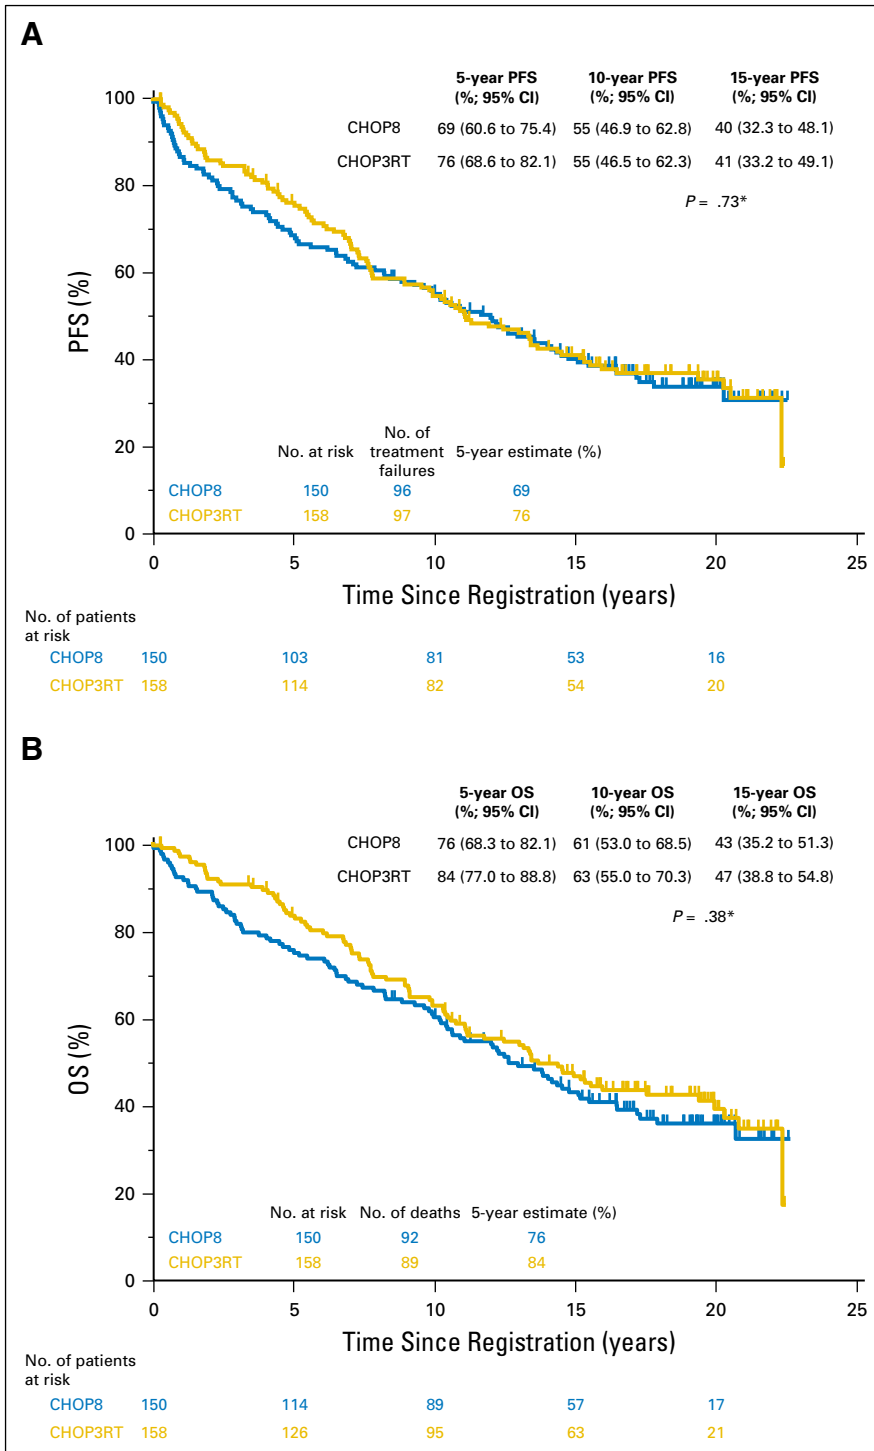 A
5-year PFS 10-year PFS 15-year PFS
(%; 95% CI) (%; 95% CI) (%; 95% CI)
CHOP8 69 (60.6 to 75.4) 55 (46.9 to 62.8) 40 (32.3 to 48.1)
CHOP3RT 76 (68.6 to 82.1) 55 (46.5 to 62.3) 41 (33.2 to 49.1)
P = .73*
100
80
60
40
20
0
PFS (%)
No. at risk No. of treatment failures 5-year estimate (%)
CHOP8 150 96 69
CHOP3RT 158 97 76
0 5 10 15 20 25
Time Since Registration (years)
No. of patients
at risk
CHOP8 150 103 81 53 16
CHOP3RT 158 114 82 54 20
B
5-year OS 10-year OS 15-year OS
(%; 95% CI) (%; 95% CI) (%; 95% CI)
CHOP8 76 (68.3 to 82.1) 61 (53.0 to 68.5) 43 (35.2 to 51.3)
CHOP3RT 84 (77.0 to 88.8) 63 (55.0 to 70.3) 47 (38.8 to 54.8)
P = .38*
100
80
60
40
20
0
OS (%)
No. at risk No. of deaths 5-year estimate (%)
CHOP8 150 92 76
CHOP3RT 158 89 84
0 5 10 15 20 25
Time Since Registration (years)
No. of patients
at risk
CHOP8 150 114 89 57 17
CHOP3RT 158 126 95 63 21